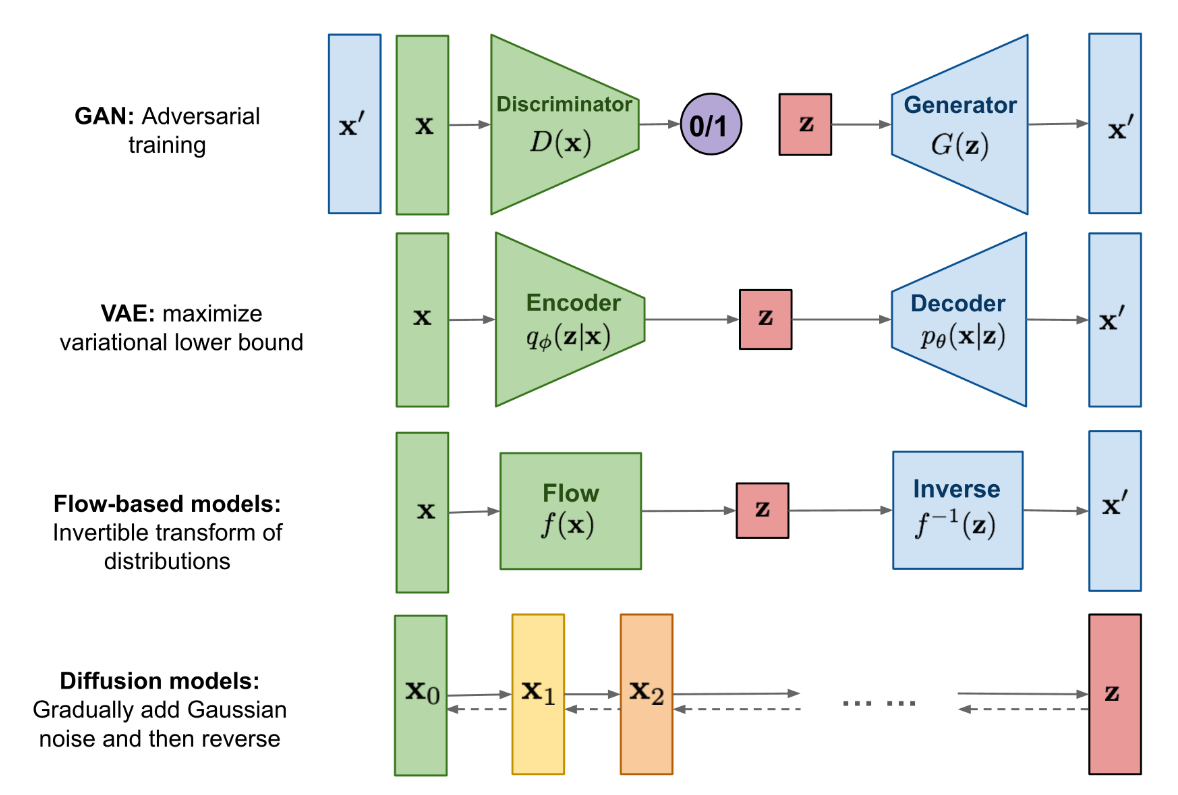 GAN: Adversarial
training
x′
x
Discriminator
D(x)
0/1
z
Generator
G(z)
x′
VAE: maximize
variational lower bound
x
Encoder
qϕ(z|x)
z
Decoder
pθ(x|z)
x′
Flow-based models:
Invertible transform of
distributions
x
Flow
f(x)
z
Inverse
f⁻¹(z)
x′
Diffusion models:
Gradually add Gaussian
noise and then reverse
x₀
x₁
x₂
... ...
z